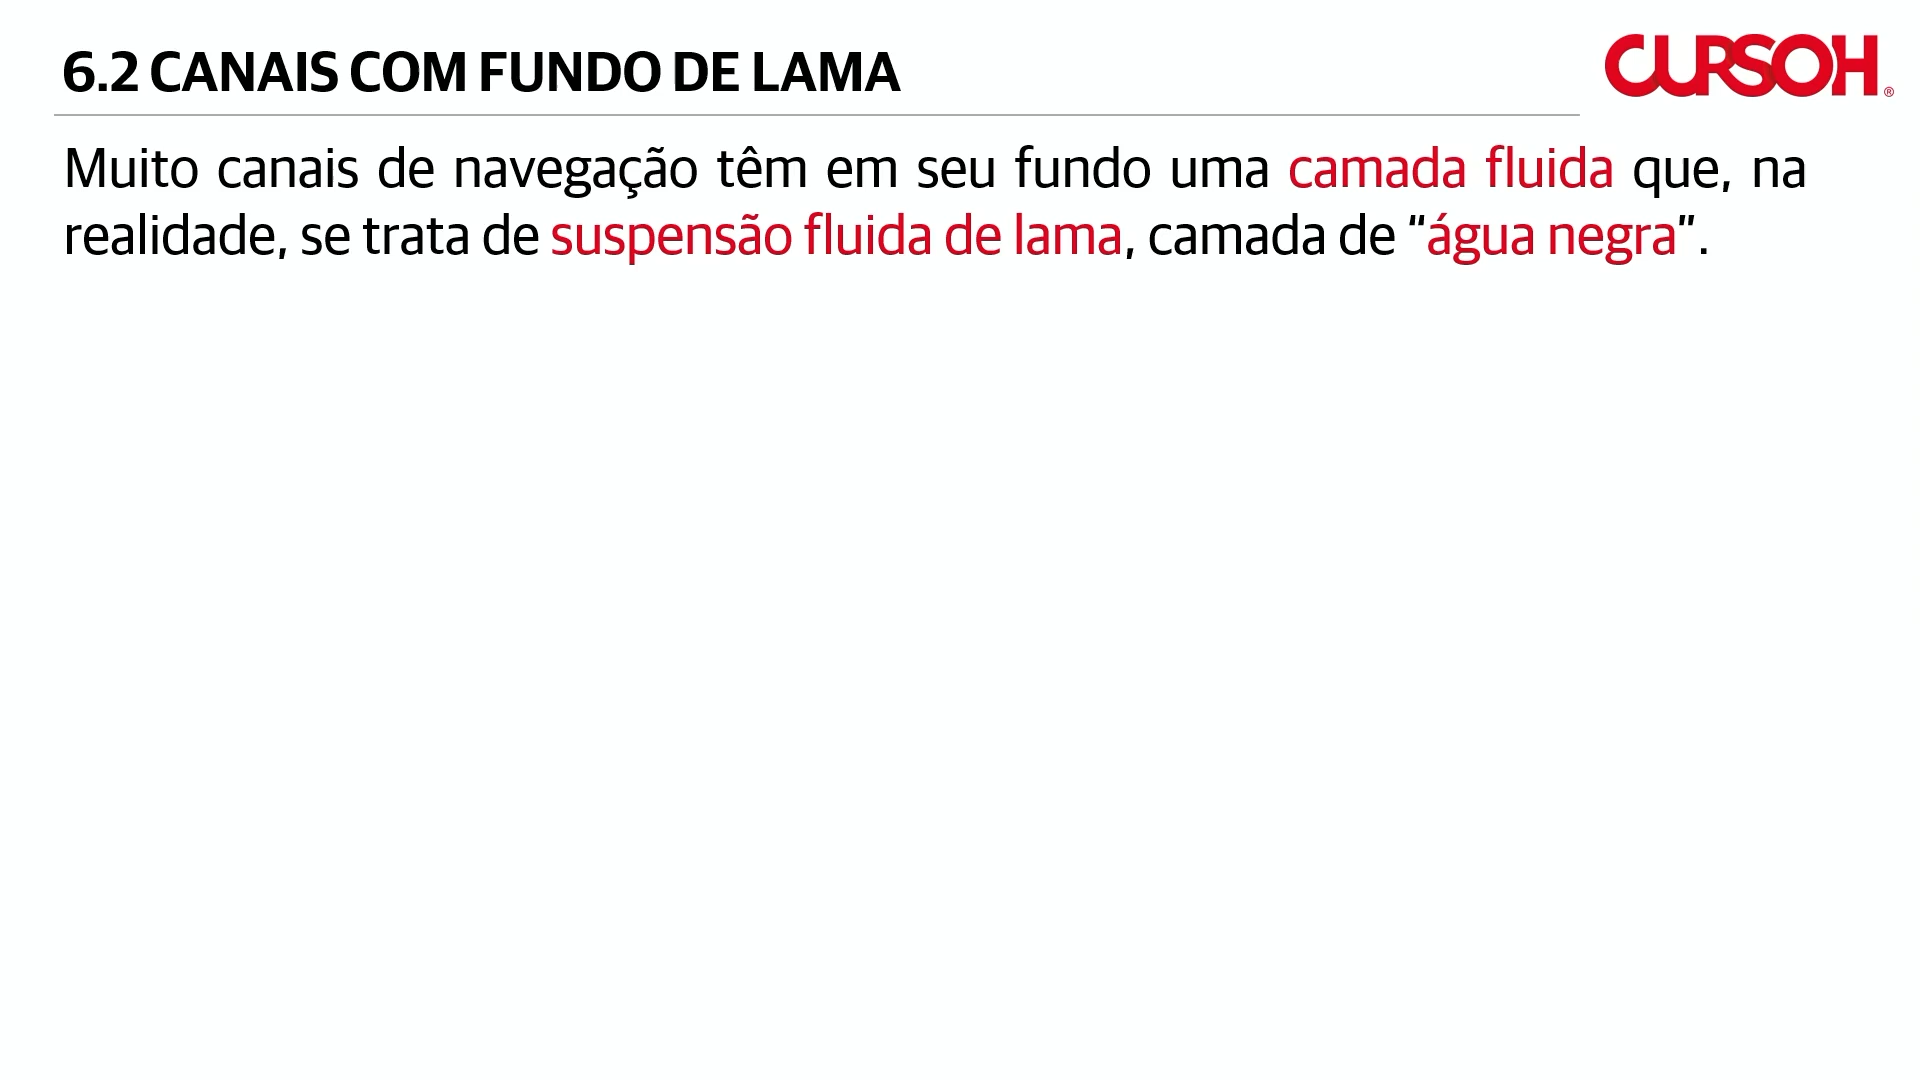 6.2 CANAIS COM FUNDO DE LAMA
CURSOH®
Muito canais de navegação têm em seu fundo uma camada fluida que, na
realidade, se trata de suspensão fluida de lama, camada de “água negra”.